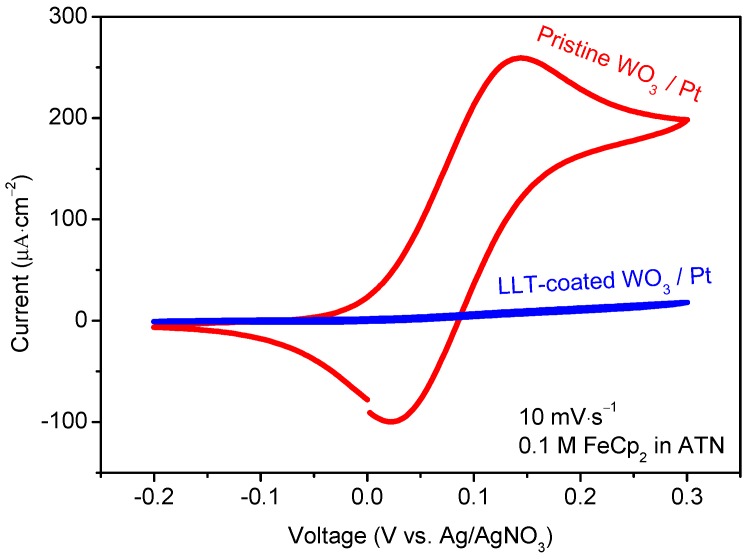 300
200
100
0
-100
-0.2 -0.1 0.0 0.1 0.2 0.3
Current (μA·cm⁻²)
Voltage (V vs. Ag/AgNO₃)
Pristine WO₃ / Pt
LLT-coated WO₃ / Pt
10 mV·s⁻¹
0.1 M FeCp₂ in ATN